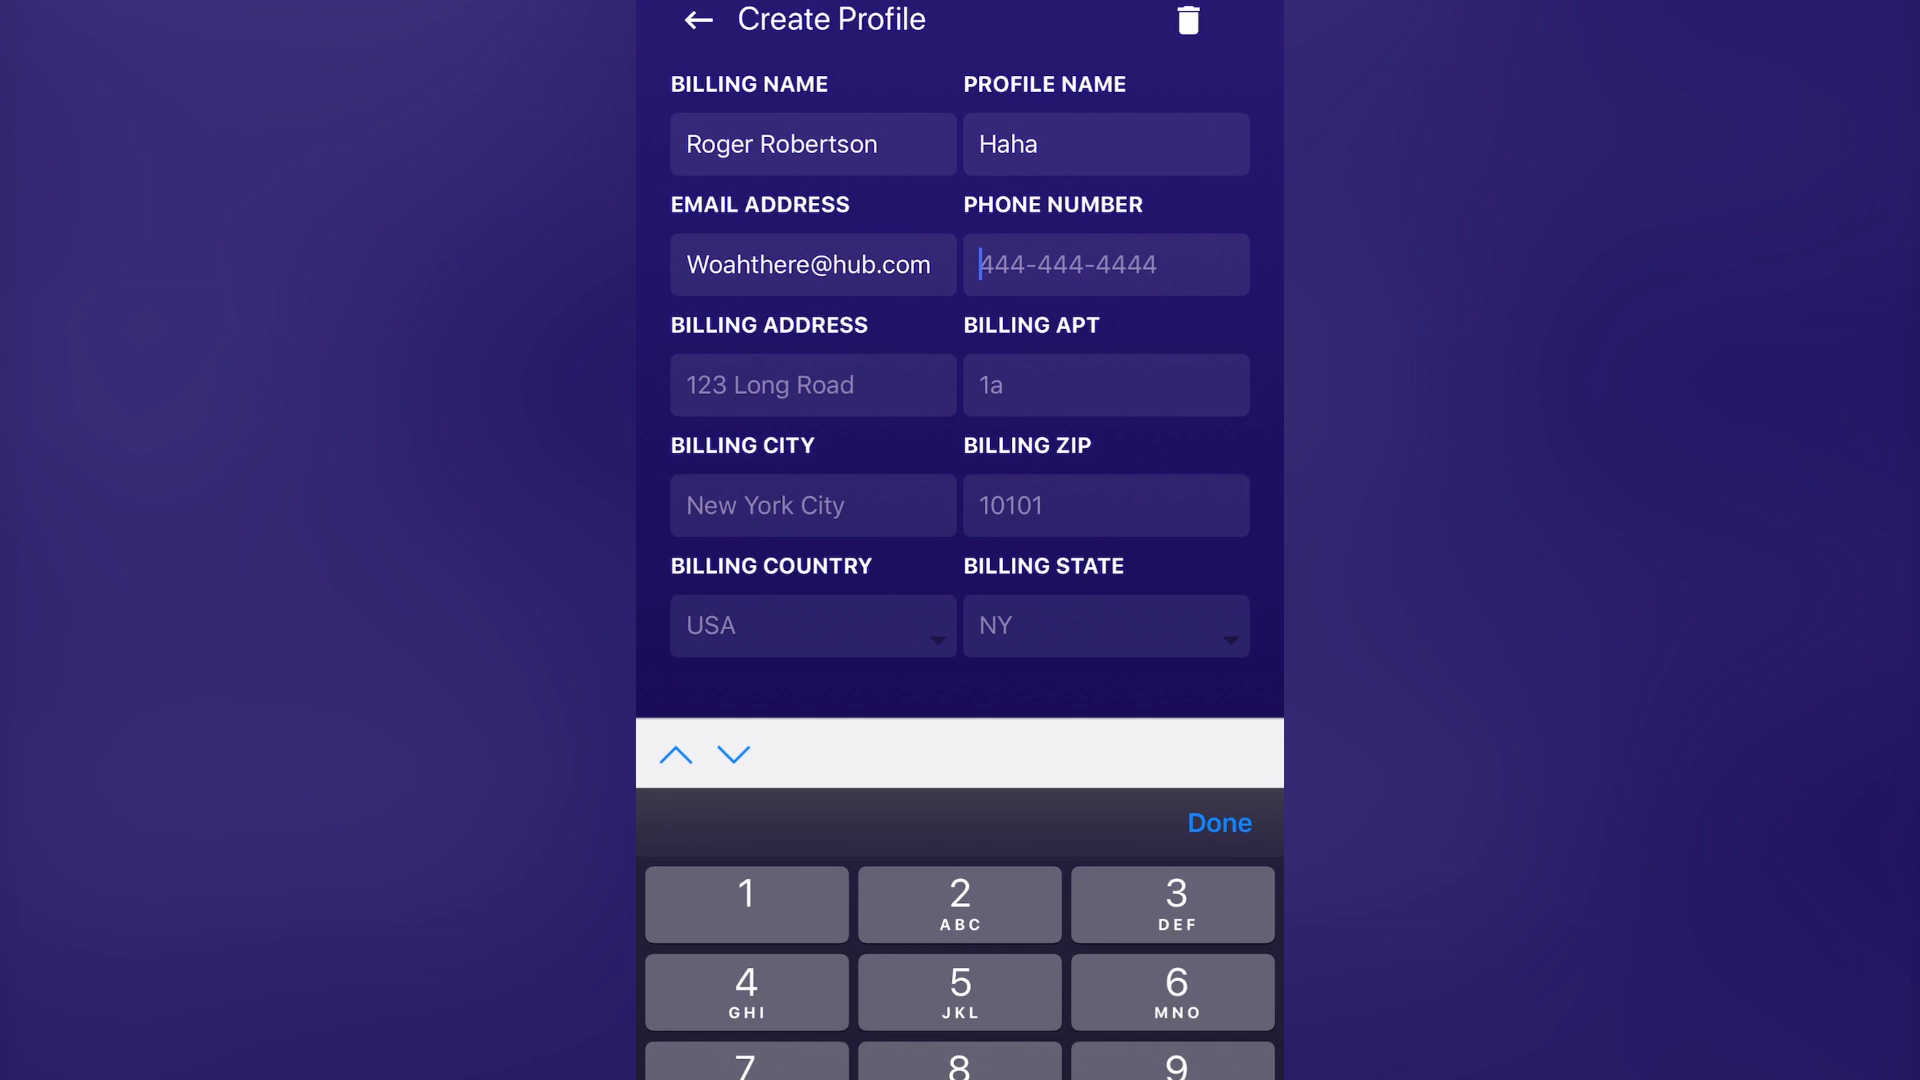 Create Profile
BILLING NAME
PROFILE NAME
Roger Robertson
Haha
EMAIL ADDRESS
PHONE NUMBER
Woahthere@hub.com
444-444-4444
BILLING ADDRESS
BILLING APT
123 Long Road
1a
BILLING CITY
BILLING ZIP
New York City
10101
BILLING COUNTRY
BILLING STATE
USA
NY
Done
1
2
3
ABC
DEF
4
5
6
GHI
JKL
MNO
7
8
9